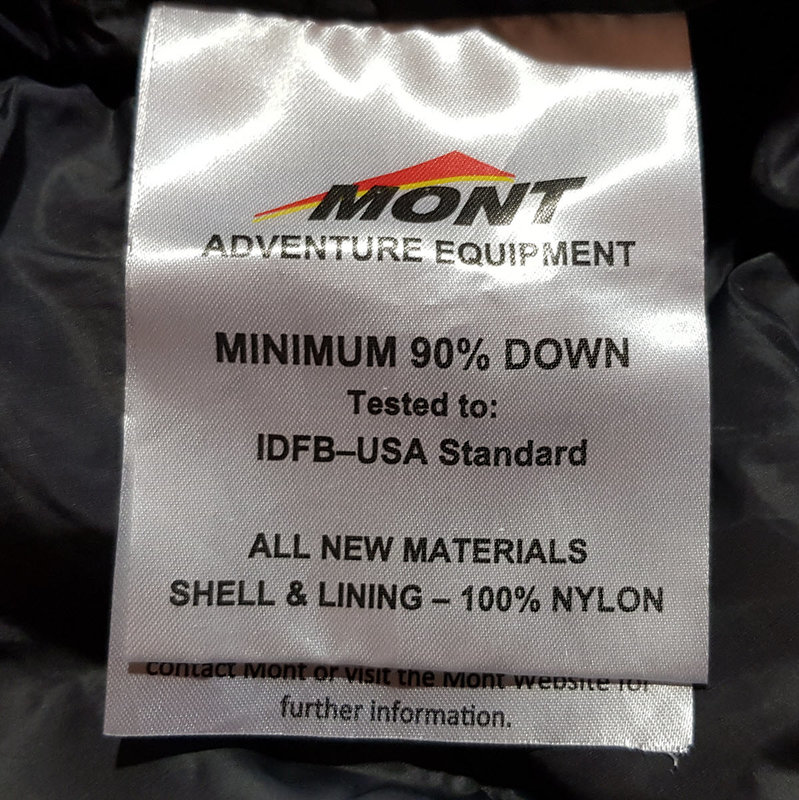 MONT
ADVENTURE EQUIPMENT
MINIMUM 90% DOWN
Tested to:
IDFB–USA Standard
ALL NEW MATERIALS
SHELL & LINING – 100% NYLON
contact Mont or visit the Mont Website for
further information.